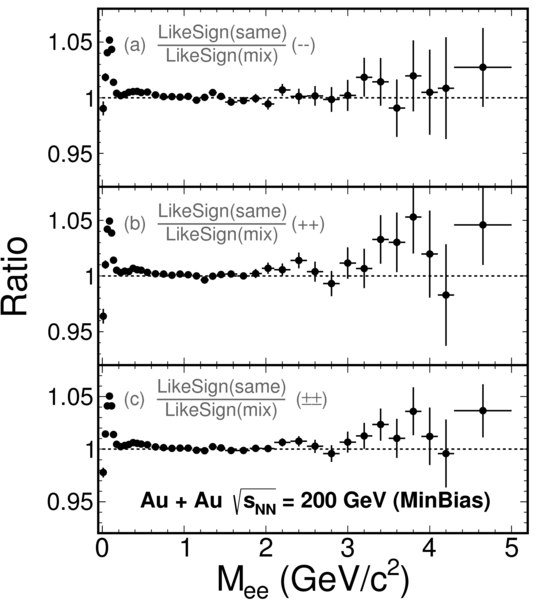 1.05
1
0.95
(a) LikeSign(same)
LikeSign(mix) (--)
1.05
1
0.95
(b) LikeSign(same)
LikeSign(mix) (++)
Ratio
1.05
1
0.95
(c) LikeSign(same)
LikeSign(mix) (±±)
Au + Au √sNN = 200 GeV (MinBias)
0 1 2 3 4 5
Mee (GeV/c²)